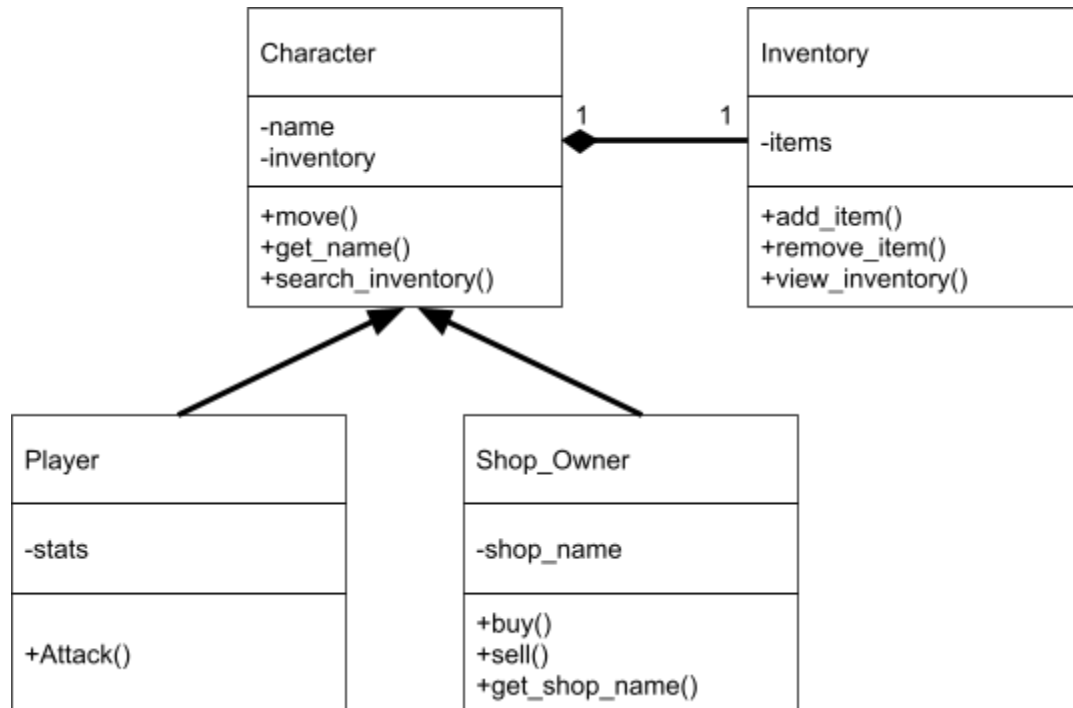 Character
-name
-inventory
+move()
+get_name()
+search_inventory()
1
1
Inventory
-items
+add_item()
+remove_item()
+view_inventory()
Player
-stats
+Attack()
Shop_Owner
-shop_name
+buy()
+sell()
+get_shop_name()